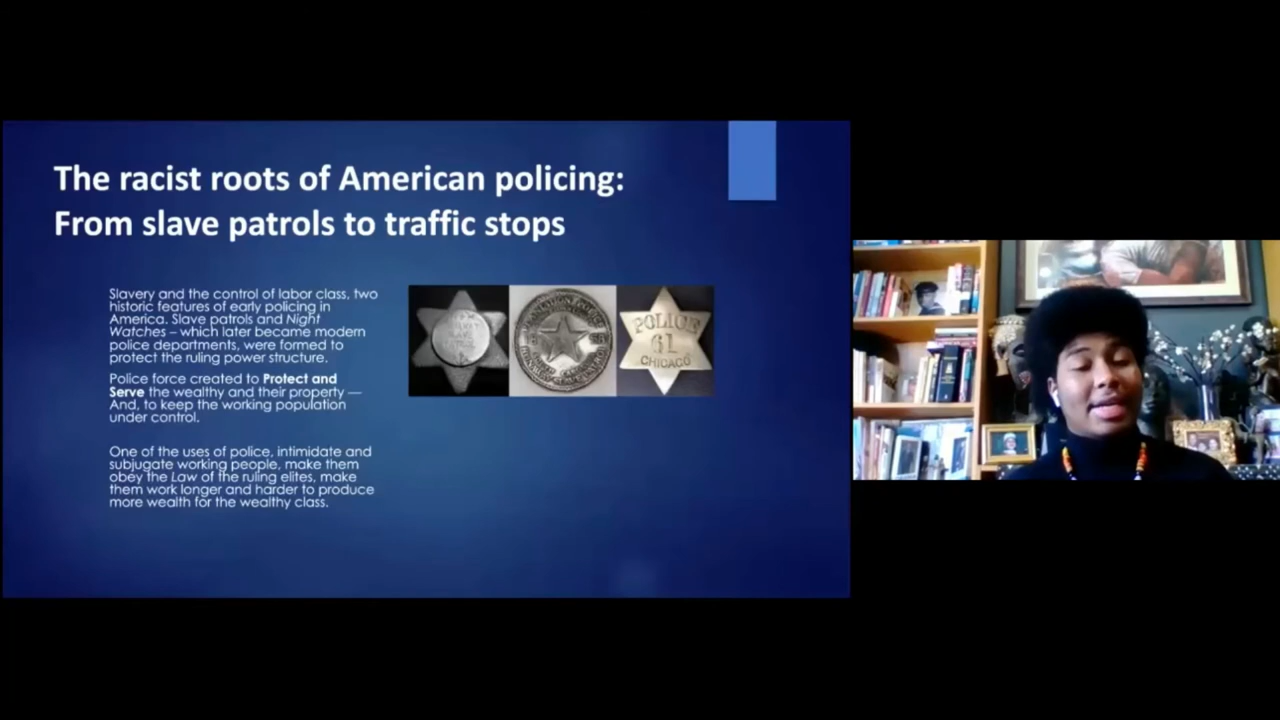 The racist roots of American policing:
From slave patrols to traffic stops
Slavery and the control of labor class, two
historic features of early policing in
America. Slave patrols and Night
Watches – which later became modern
police departments, were formed to
protect the ruling power structure.
Police force created to Protect and
Serve the wealthy and their property —
And, to keep the working population
under control.
One of the uses of police, intimidate and
subjugate working people, make them
obey the Law of the ruling elites, make
them work longer and harder to produce
more wealth for the wealthy class.
POLICE
61
CHICAGO